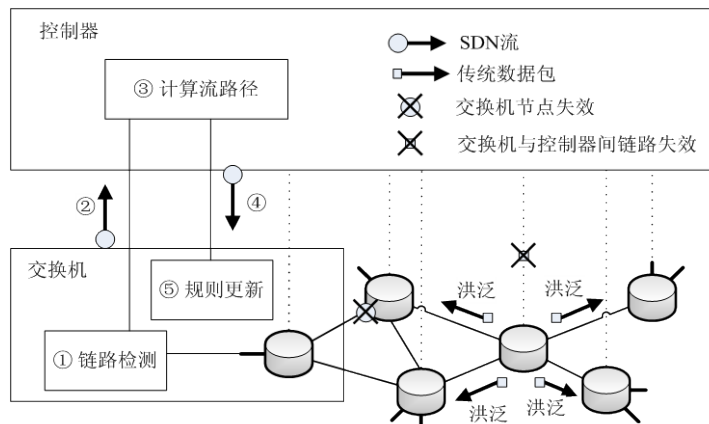 控制器
SDN流
传统数据包
交换机节点失效
交换机与控制器间链路失效
③ 计算流路径
②
④
交换机
⑤ 规则更新
① 链路检测
洪泛
洪泛
洪泛
洪泛